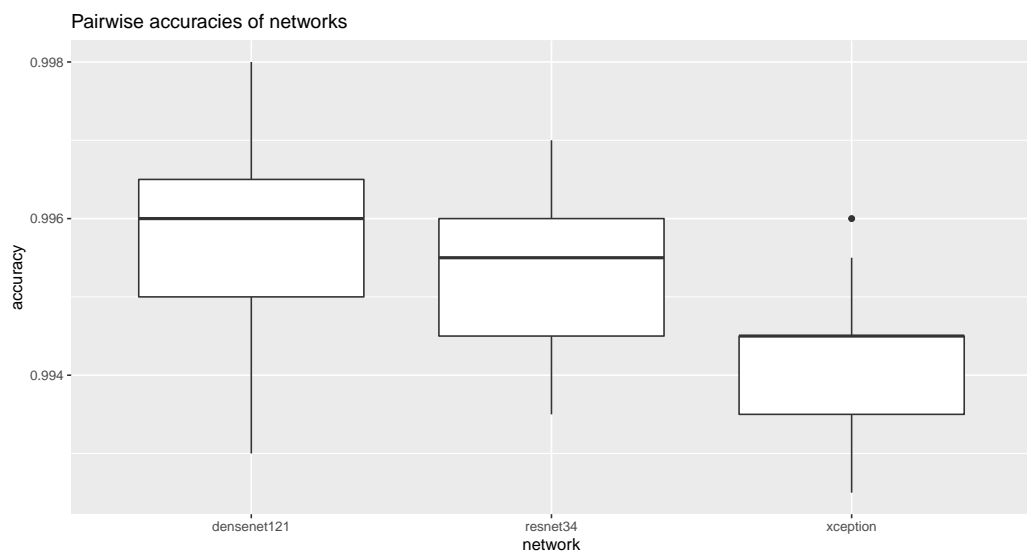 Pairwise accuracies of networks
0.998
0.996
0.994
accuracy
densenet121 resnet34 xception
network